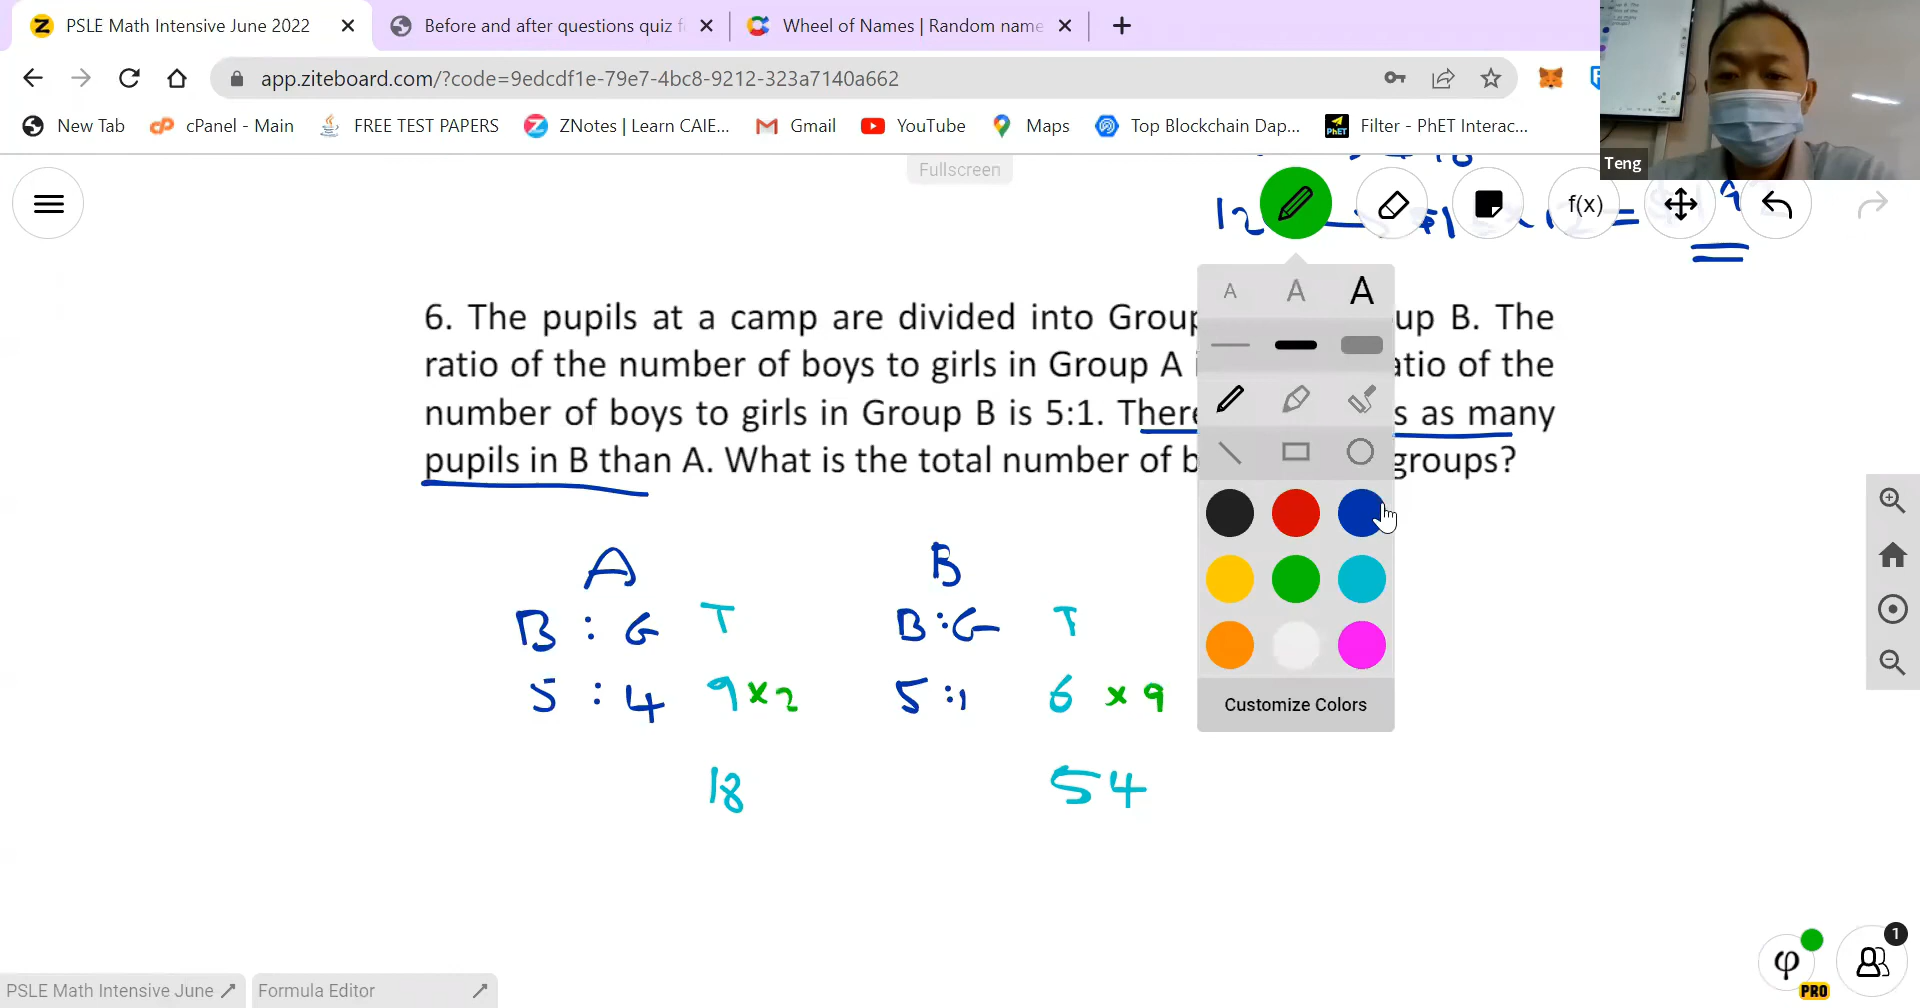 PSLE Math Intensive June 2022
Before and after questions quiz f
Wheel of Names | Random name
app.ziteboard.com/?code=9edcdf1e-79e7-4bc8-9212-323a7140a662
New Tab
cPanel - Main
FREE TEST PAPERS
ZNotes | Learn CAIE...
Gmail
YouTube
Maps
Top Blockchain Dap...
Filter - PhET Interac...
Teng
Fullscreen
f(x)
12
A A A
6. The pupils at a camp are divided into Group up B. The
ratio of the number of boys to girls in Group A atio of the
number of boys to girls in Group B is 5:1. There s as many
pupils in B than A. What is the total number of b groups?
Customize Colors
A B
B : G T B : G T
5 : 4 9 × 2 5 : 1 6 × 9
18 54
1
PRO
PSLE Math Intensive June
Formula Editor